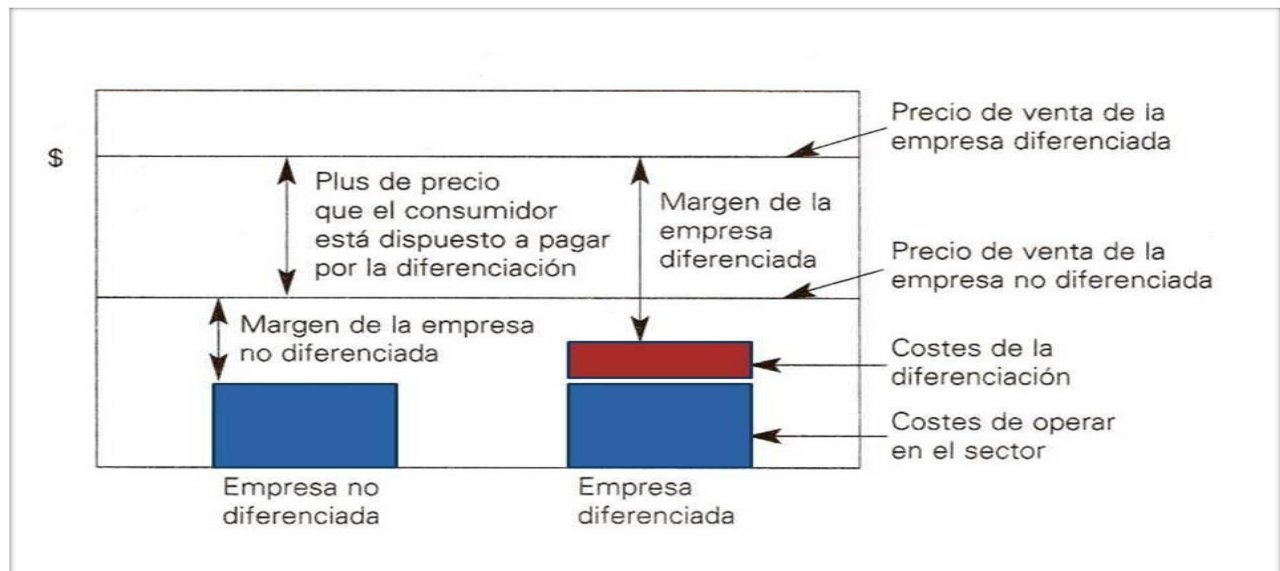 Precio de venta de la
empresa diferenciada
$
Plus de precio
que el consumidor
está dispuesto a pagar
por la diferenciación
Margen de la
empresa
diferenciada
Precio de venta de la
empresa no diferenciada
Margen de la empresa
no diferenciada
Costes de la
diferenciación
Costes de operar
en el sector
Empresa no
diferenciada
Empresa
diferenciada